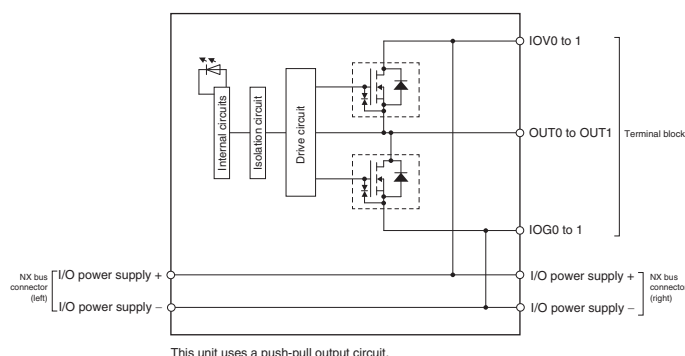 IOV0 to 1
Internal circuits
Isolation circuit
Drive circuit
OUT0 to OUT1
Terminal block
IOG0 to 1
NX bus
connector
(left)
I/O power supply +
I/O power supply −
I/O power supply +
I/O power supply −
NX bus
connecto
(right)
This unit uses a push-pull output circuit.